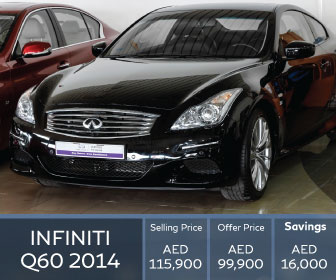 INFINITI
Q60 2014
Selling Price
AED
115,900
Offer Price
AED
99,900
Savings
AED
16,000